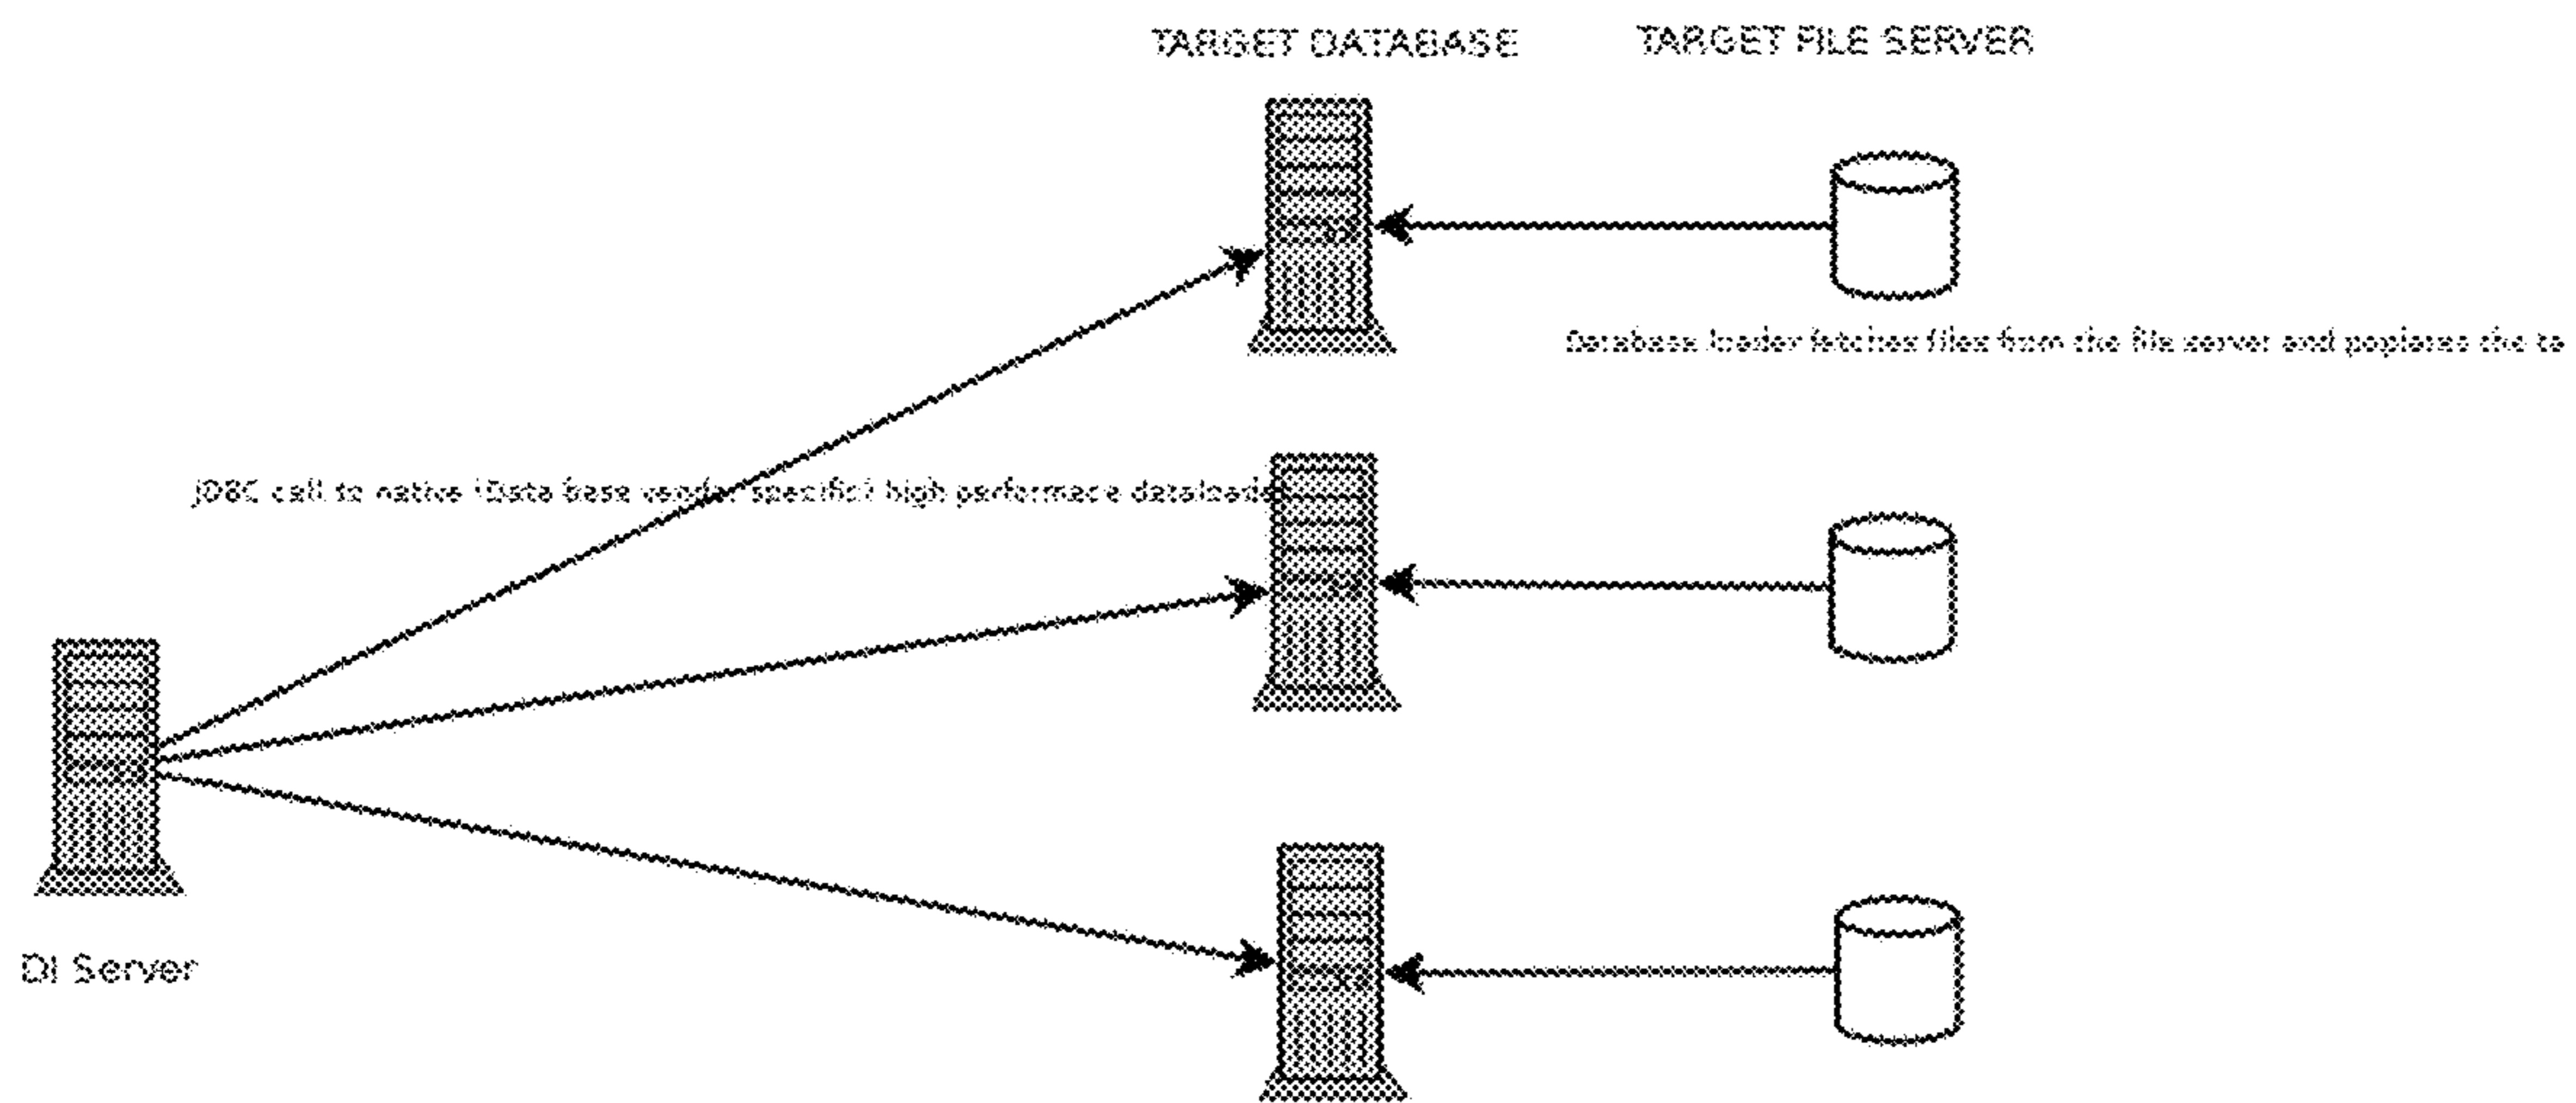 TARGET DATABASE
TARGET FILE SERVER
Database loader fetches files from the file server and poplates the ta
JDBC call to native (Data base vendor specific) high performace dataloade
DI Server